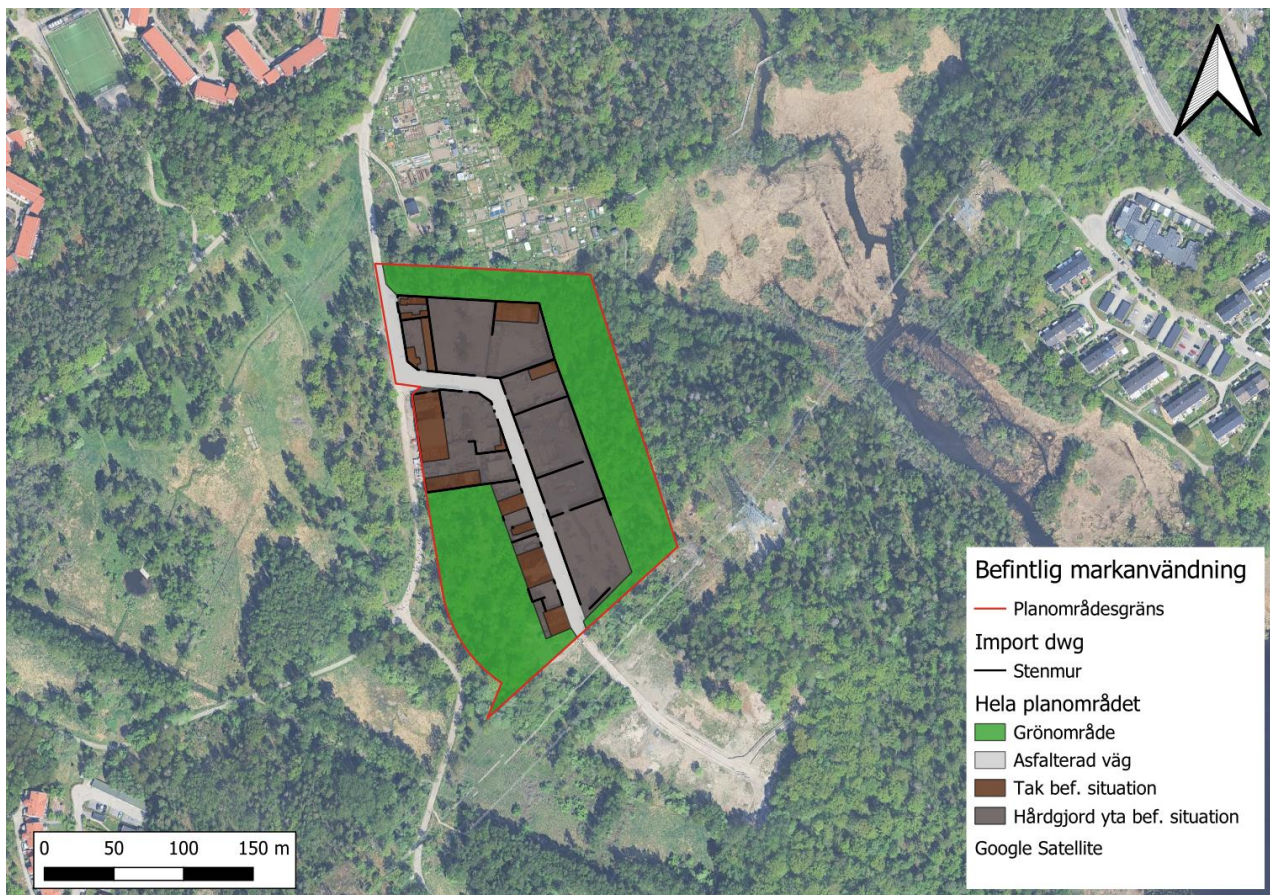 Befintlig markanvändning
Planområdesgräns
Import dwg
Stenmur
Hela planområdet
Grönområde
Asfalterad väg
Tak bef. situation
Hårdgjord yta bef. situation
Google Satellite
0 50 100 150 m